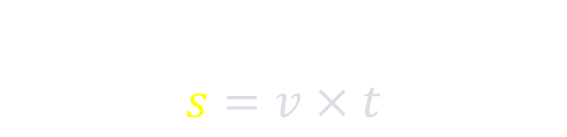 s = v × t